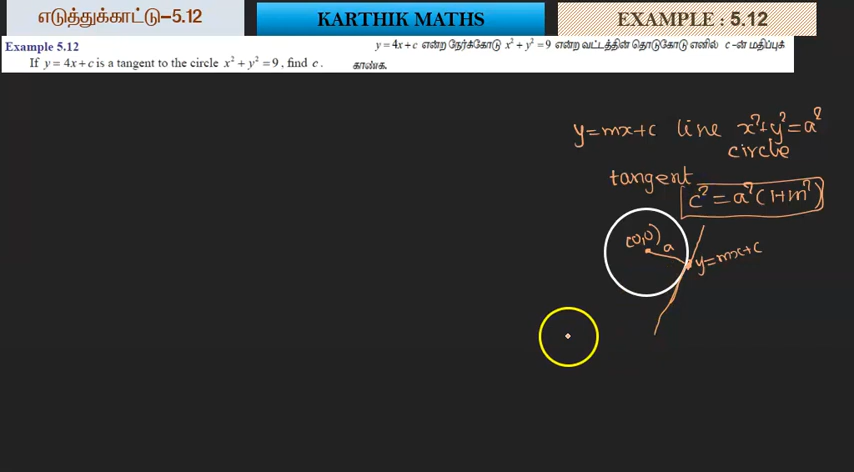 எடுத்துக்காட்டு-5.12
KARTHIK MATHS
EXAMPLE : 5.12
Example 5.12
If y = 4x + c is a tangent to the circle x² + y² = 9, find c.
y = 4x + c என்ற நேர்க்கோடு x² + y² = 9 என்ற வட்டத்தின் தொடுகோடு எனில் c -ன் மதிப்புக்
காண்க.
y=mx+c line x²+y²=a²
circle
tangent
c²=a²(1+m²)
(0,0)
a
y=mx+c